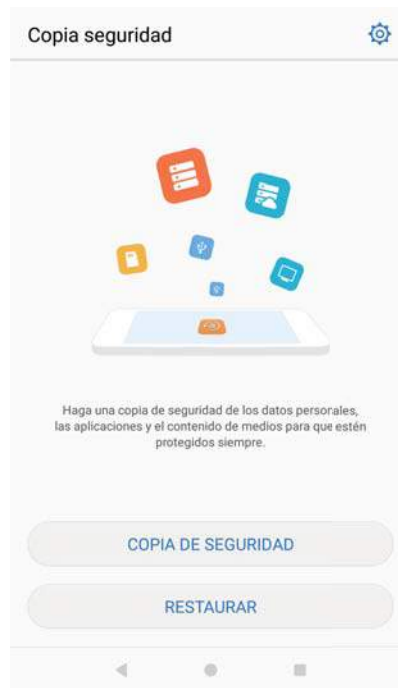 Copia seguridad
Haga una copia de seguridad de los datos personales,
las aplicaciones y el contenido de medios para que estén
protegidos siempre.
COPIA DE SEGURIDAD
RESTAURAR